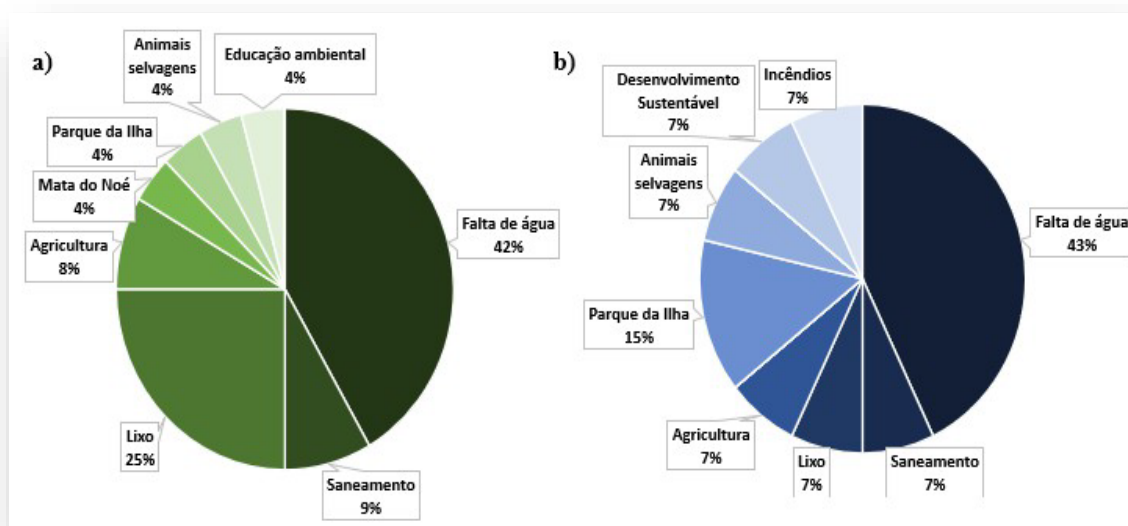 a)
Animais
selvagens
4%
Educação ambiental
4%
Parque da Ilha
4%
Mata do Noé
4%
Agricultura
8%
Falta de água
42%
Lixo
25%
Saneamento
9%
b)
Desenvolvimento
Sustentável
7%
Incêndios
7%
Animais
selvagens
7%
Falta de água
43%
Parque da Ilha
15%
Agricultura
7%
Lixo
7%
Saneamento
7%